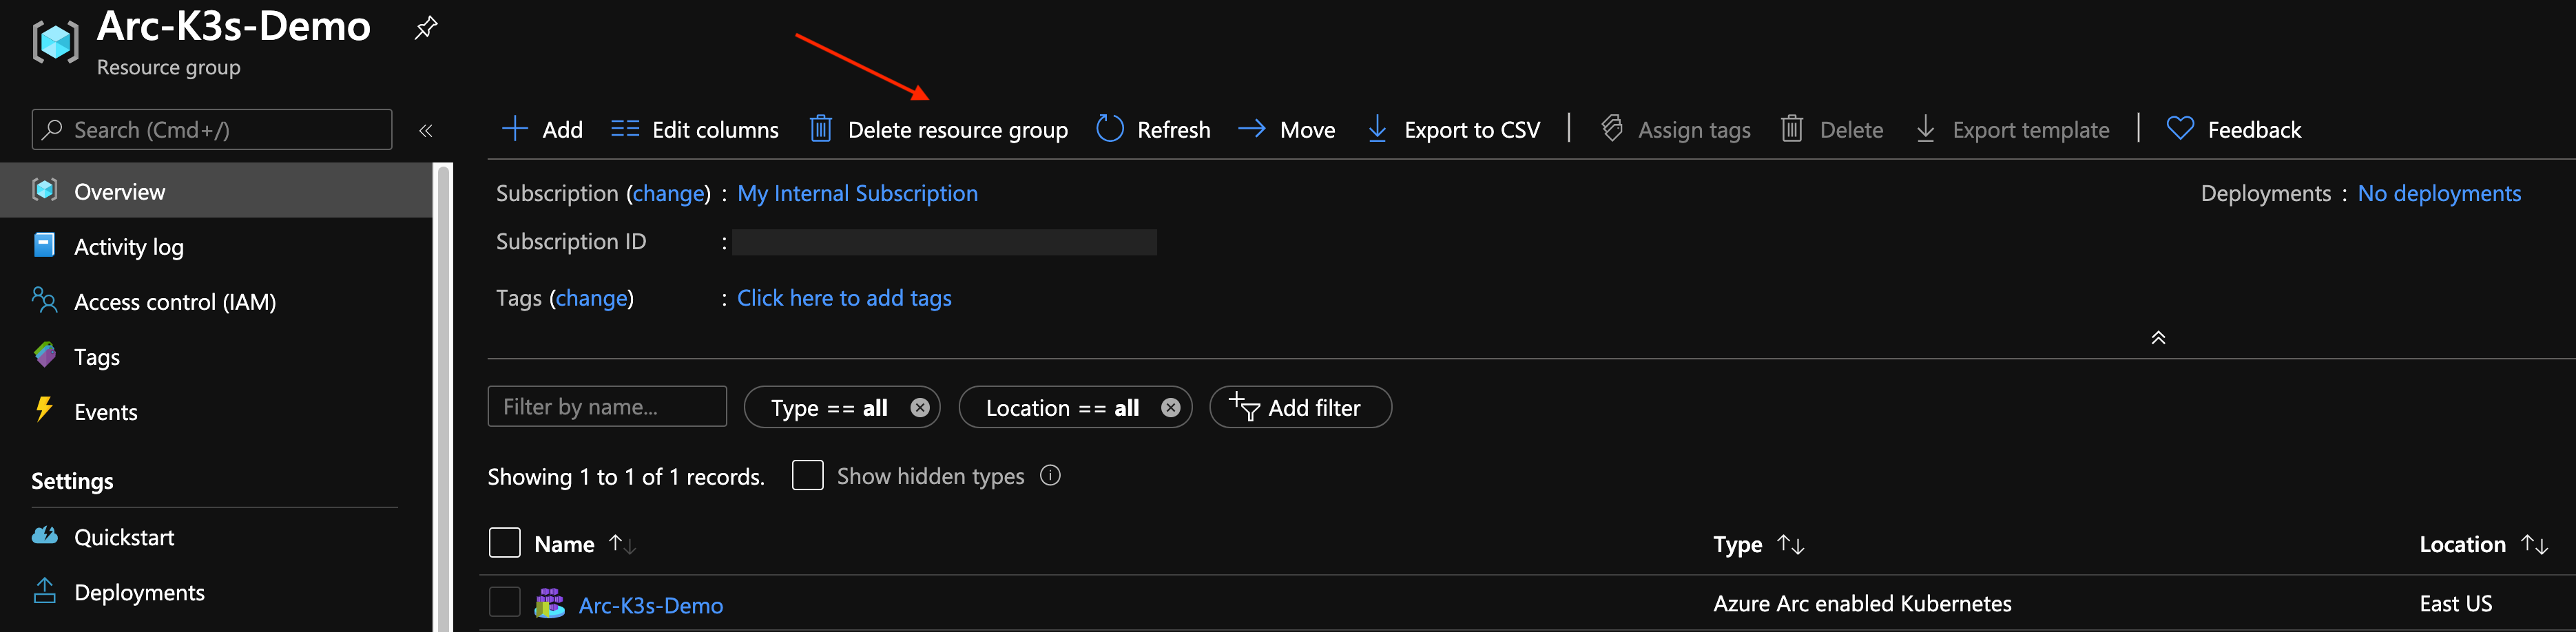 Arc-K3s-Demo
Resource group
Search (Cmd+/)
«
Overview
Activity log
Access control (IAM)
Tags
Events
Settings
Quickstart
Deployments
Add Edit columns Delete resource group Refresh Move Export to CSV Assign tags Delete Export template Feedback
Subscription (change) : My Internal Subscription Deployments : No deployments
Subscription ID :
Tags (change) : Click here to add tags
Filter by name... Type == all Location == all Add filter
Showing 1 to 1 of 1 records. Show hidden types
Name Type Location
Arc-K3s-Demo Azure Arc enabled Kubernetes East US